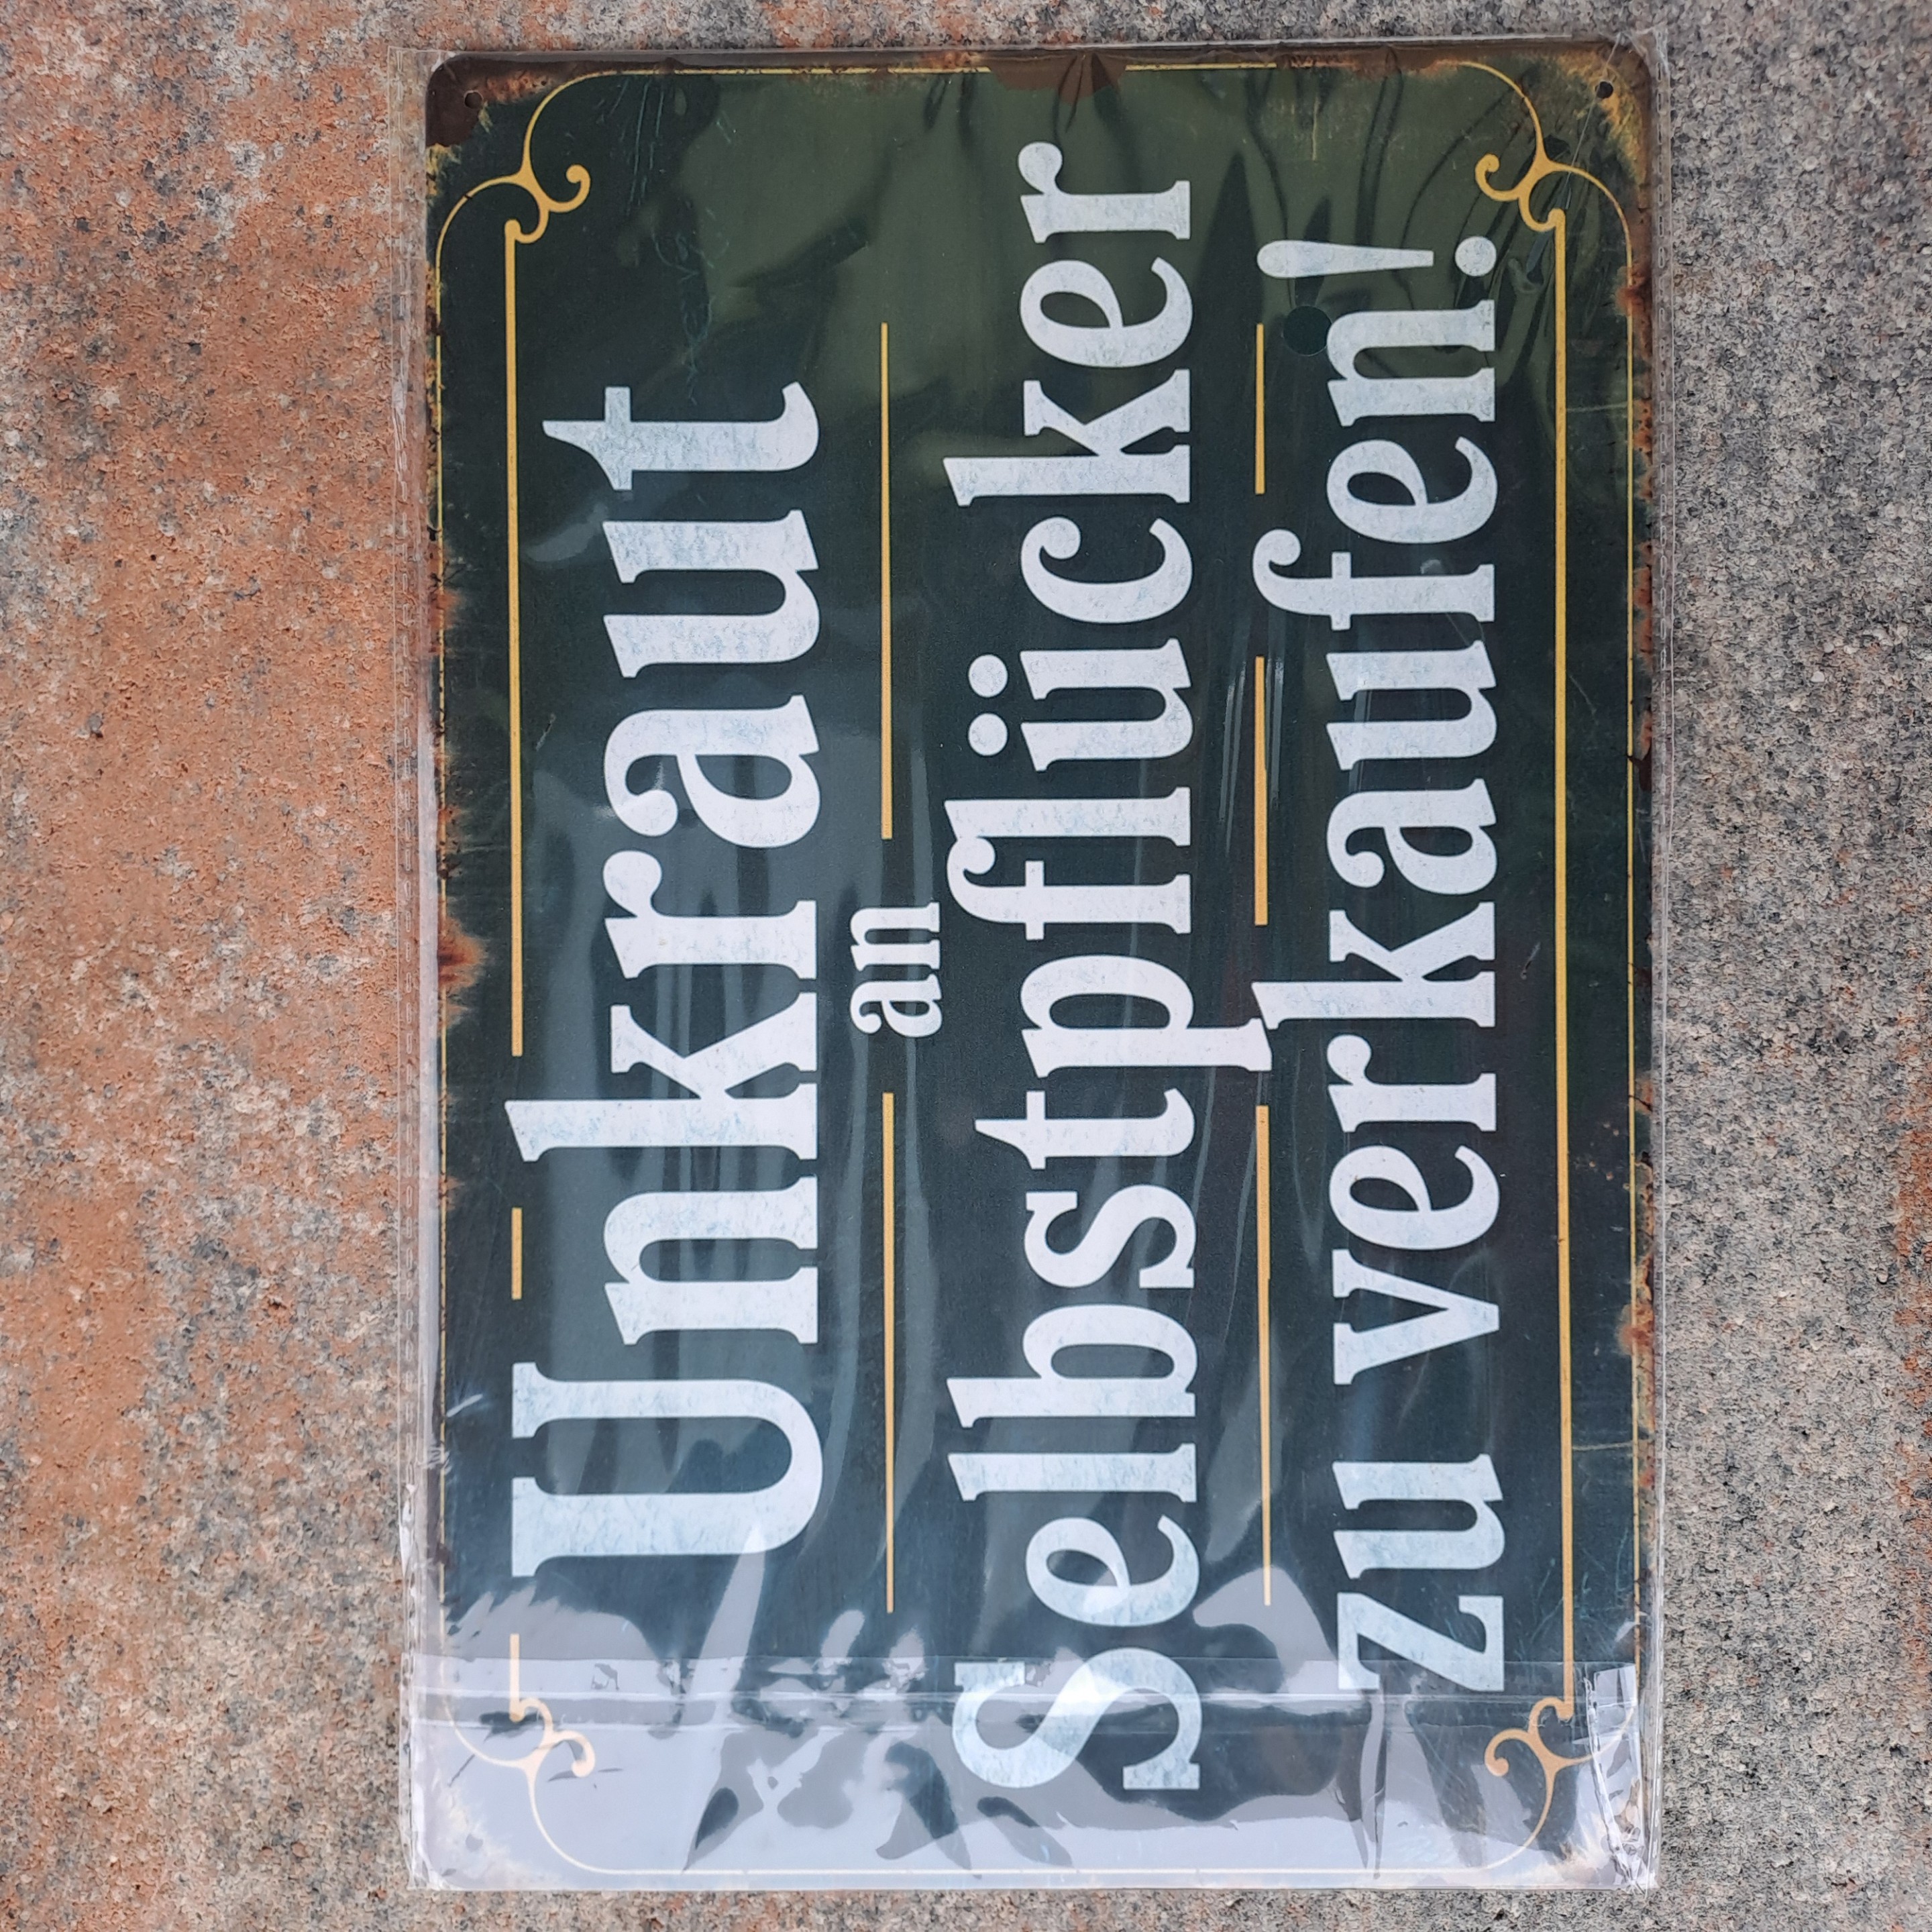 Unkraut
an
Selbstpflücker
zu verkaufen!